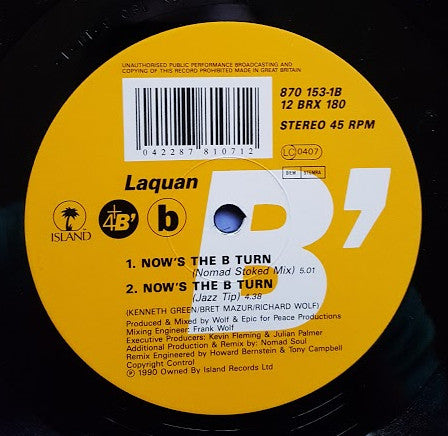 UNAUTHORISED PUBLIC PERFORMANCE BROADCASTING AND
COPYING OF THIS RECORD PROHIBITED MADE IN GREAT BRITAIN
042287 810712
870 153-1B
12 BRX 180
STEREO 45 RPM
LC 0407
BIEM STEMRA
Laquan
ISLAND
4 B'
b
B'
1. NOW'S THE B TURN
(Nomad Stoked Mix) 5.01
2. NOW'S THE B TURN
(Jazz Tip) 4.38
(KENNETH GREEN/BRET MAZUR/RICHARD WOLF)
Produced & Mixed by Wolf & Epic for Peace Productions
Mixing Engineer: Frank Wolf
Executive Producers: Kevin Fleming & Julian Palmer
Additional Production & Remix by: Nomad Soul
Remix Engineered by Howard Bernstein & Tony Campbell
Copyright Control
℗ 1990 Owned By Island Records Ltd